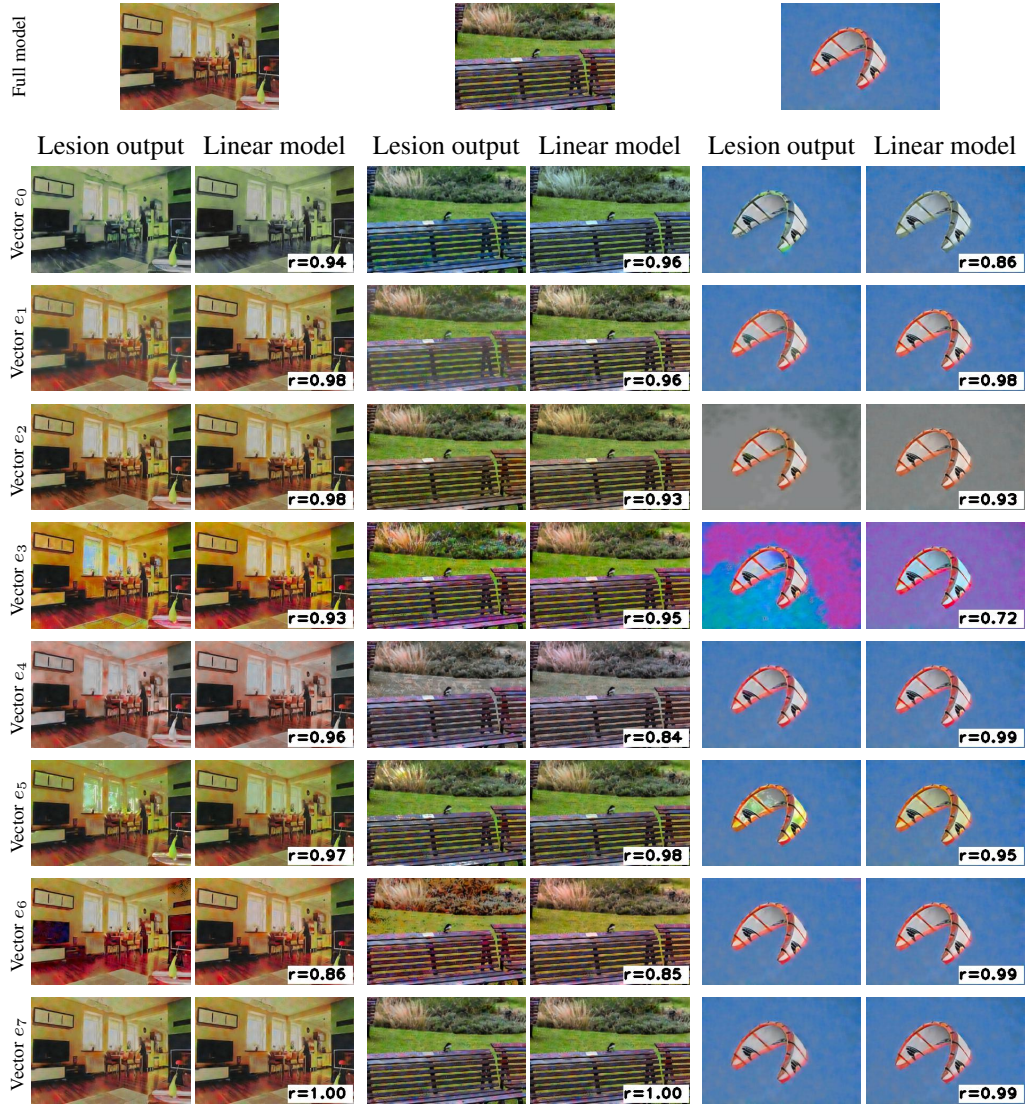 Full model
Lesion output Linear model Lesion output Linear model Lesion output Linear model
Vector e0 r=0.94 r=0.96 r=0.86
Vector e1 r=0.98 r=0.96 r=0.98
Vector e2 r=0.98 r=0.93 r=0.93
Vector e3 r=0.93 r=0.95 r=0.72
Vector e4 r=0.96 r=0.84 r=0.99
Vector e5 r=0.97 r=0.98 r=0.95
Vector e6 r=0.86 r=0.85 r=0.99
Vector e7 r=1.00 r=1.00 r=0.99